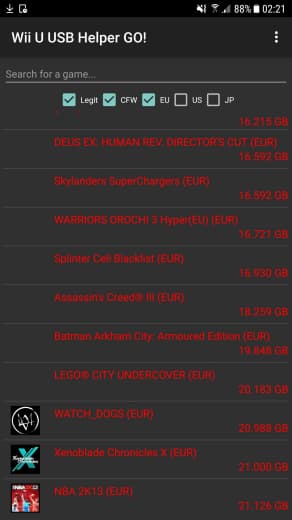 88% 02:21
Wii U USB Helper GO!
Search for a game...
Legit CFW EU US JP
16.215 GB
DEUS EX: HUMAN REV. DIRECTOR'S CUT (EUR)
16.592 GB
Skylanders SuperChargers (EUR)
16.592 GB
WARRIORS OROCHI 3 Hyper(EU) (EUR)
16.721 GB
Splinter Cell Blacklist (EUR)
16.930 GB
Assassin's Creed® III (EUR)
18.259 GB
Batman Arkham City: Armoured Edition (EUR)
19.846 GB
LEGO® CITY UNDERCOVER (EUR)
20.183 GB
WATCH_DOGS (EUR)
20.988 GB
Xenoblade Chronicles X (EUR)
21.000 GB
NBA 2K13
NBA 2K13 (EUR)
21.126 GB